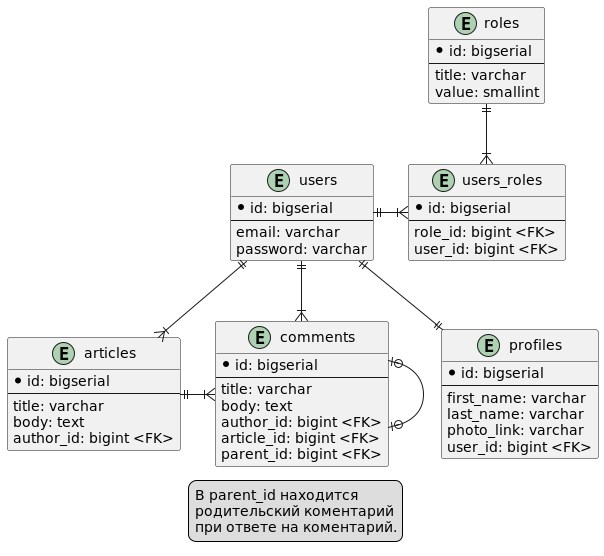 E roles
id: bigserial
title: varchar
value: smallint
E users
id: bigserial
email: varchar
password: varchar
E users_roles
id: bigserial
role_id: bigint <FK>
user_id: bigint <FK>
E articles
id: bigserial
title: varchar
body: text
author_id: bigint <FK>
E comments
id: bigserial
title: varchar
body: text
author_id: bigint <FK>
article_id: bigint <FK>
parent_id: bigint <FK>
E profiles
id: bigserial
first_name: varchar
last_name: varchar
photo_link: varchar
user_id: bigint <FK>
В parent_id находится
родительский коментарий
при ответе на коментарий.